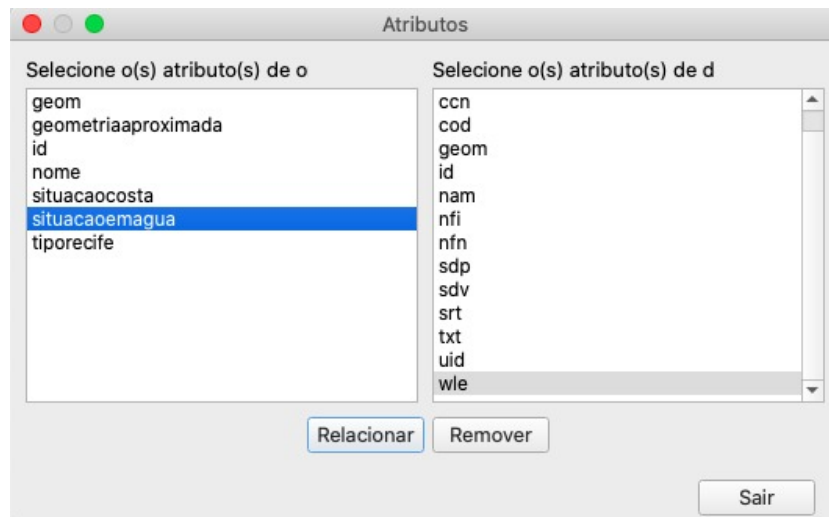 Atributos
Selecione o(s) atributo(s) de o
geom
geometriaaproximada
id
nome
situacaocosta
situacaoemagua
tiporecife
Selecione o(s) atributo(s) de d
ccn
cod
geom
id
nam
nfi
nfn
sdp
sdv
srt
txt
uid
wle
Relacionar
Remover
Sair